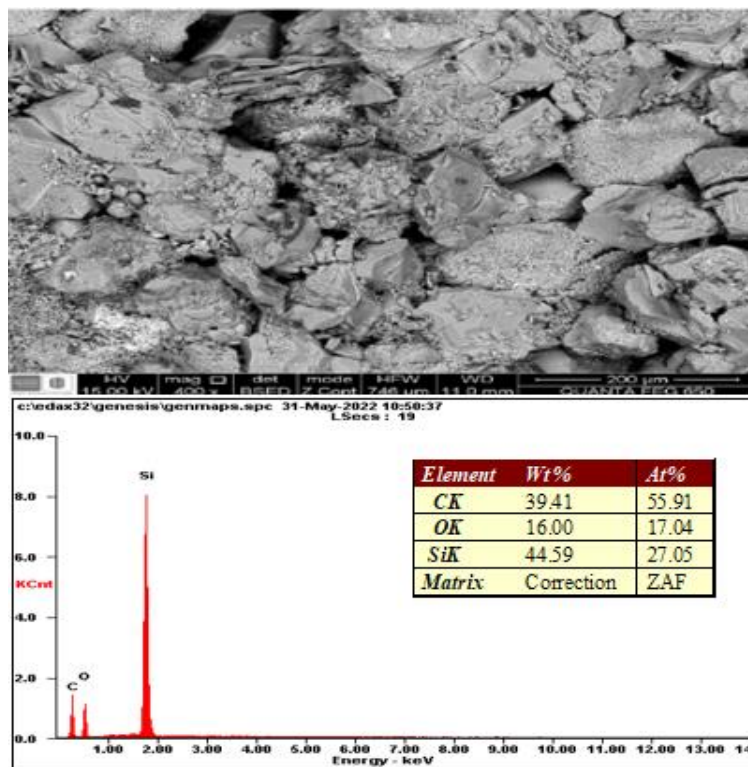 HV mag □ det mode HFW WD 200 µm
15.00 kV 400 x BSED Z Cont 746 µm 11.9 mm QUANTA FEG 650
c:\edax32\genesis\genmaps.spc 31-May-2022 10:50:37
LSecs : 19
10.0
8.0
6.0
KCnt
4.0
2.0
0.0
Si
C
O
Element Wt% At%
CK 39.41 55.91
OK 16.00 17.04
SiK 44.59 27.05
Matrix Correction ZAF
1.00 2.00 3.00 4.00 5.00 6.00 7.00 8.00 9.00 10.00 11.00 12.00 13.00 14
Energy - keV